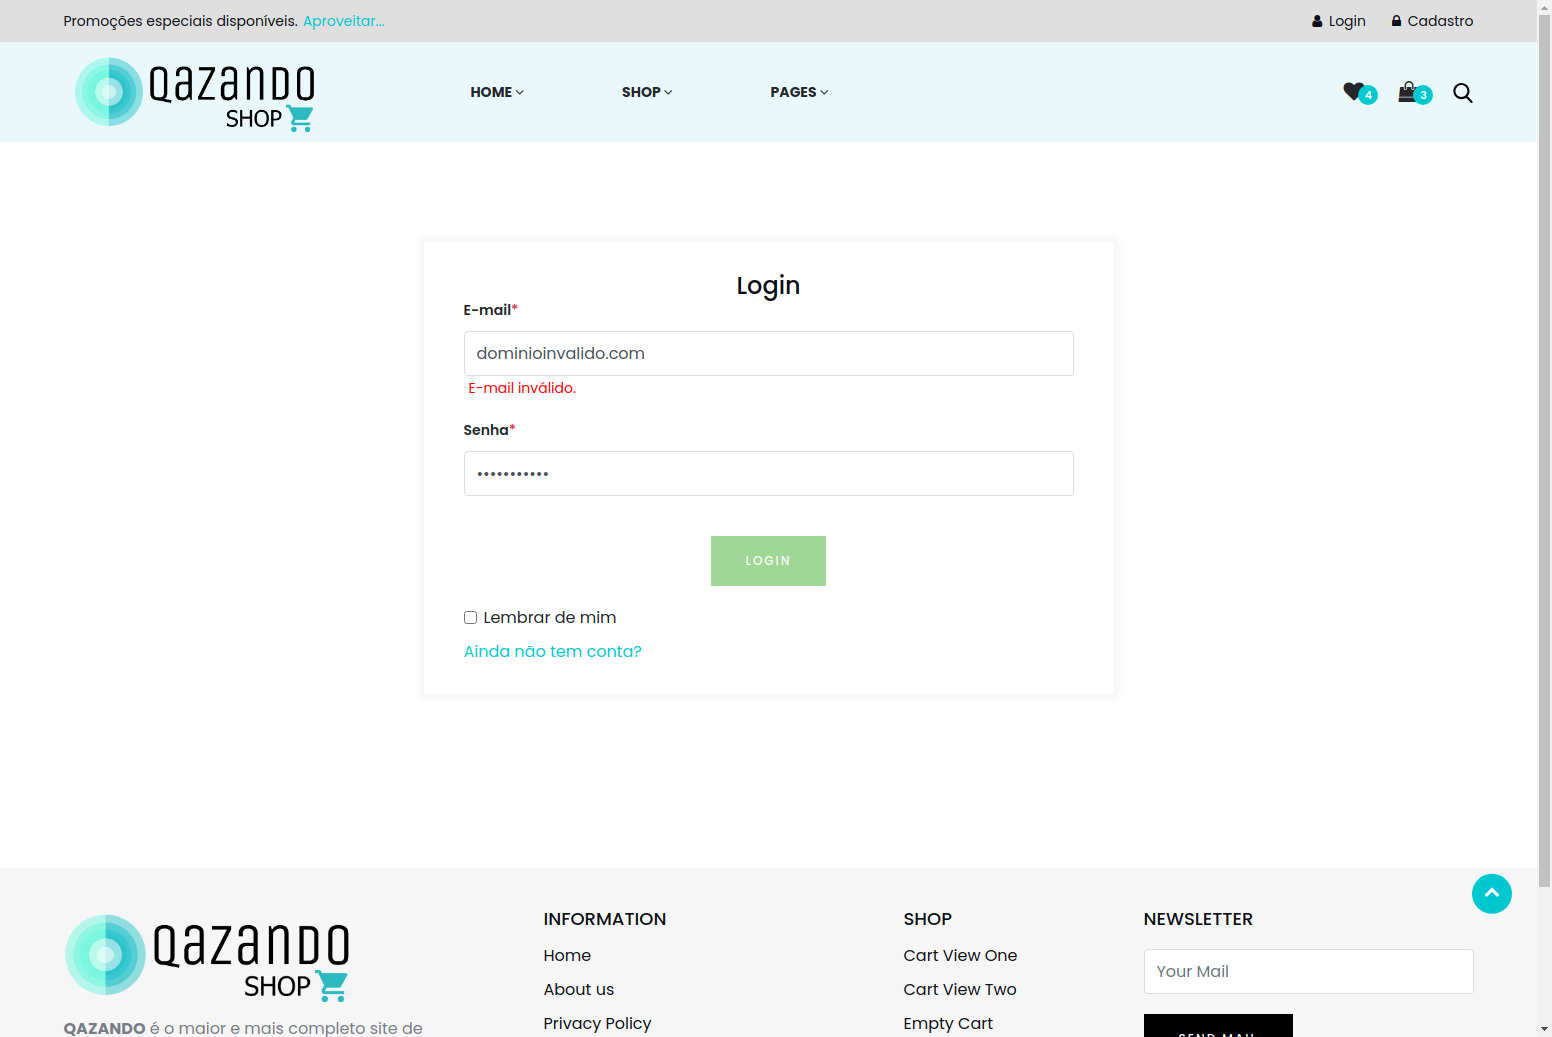 Promoções especiais disponíveis. Aproveitar...
Login
Cadastro
QAZANDO
SHOP
HOME
SHOP
PAGES
4
3
Login
E-mail*
dominioinvalido.com
E-mail inválido.
Senha*
LOGIN
Lembrar de mim
Ainda não tem conta?
QAZANDO
SHOP
QAZANDO é o maior e mais completo site de
INFORMATION
Home
About us
Privacy Policy
SHOP
Cart View One
Cart View Two
Empty Cart
NEWSLETTER
Your Mail
SEND MAIL